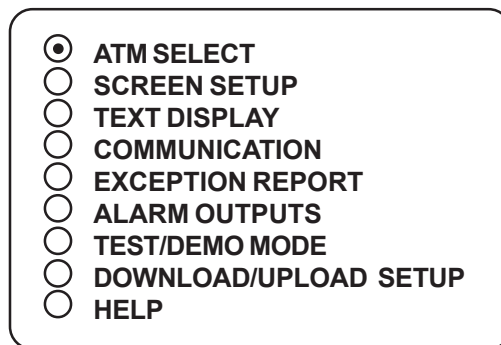 ATM SELECT
SCREEN SETUP
TEXT DISPLAY
COMMUNICATION
EXCEPTION REPORT
ALARM OUTPUTS
TEST/DEMO MODE
DOWNLOAD/UPLOAD SETUP
HELP